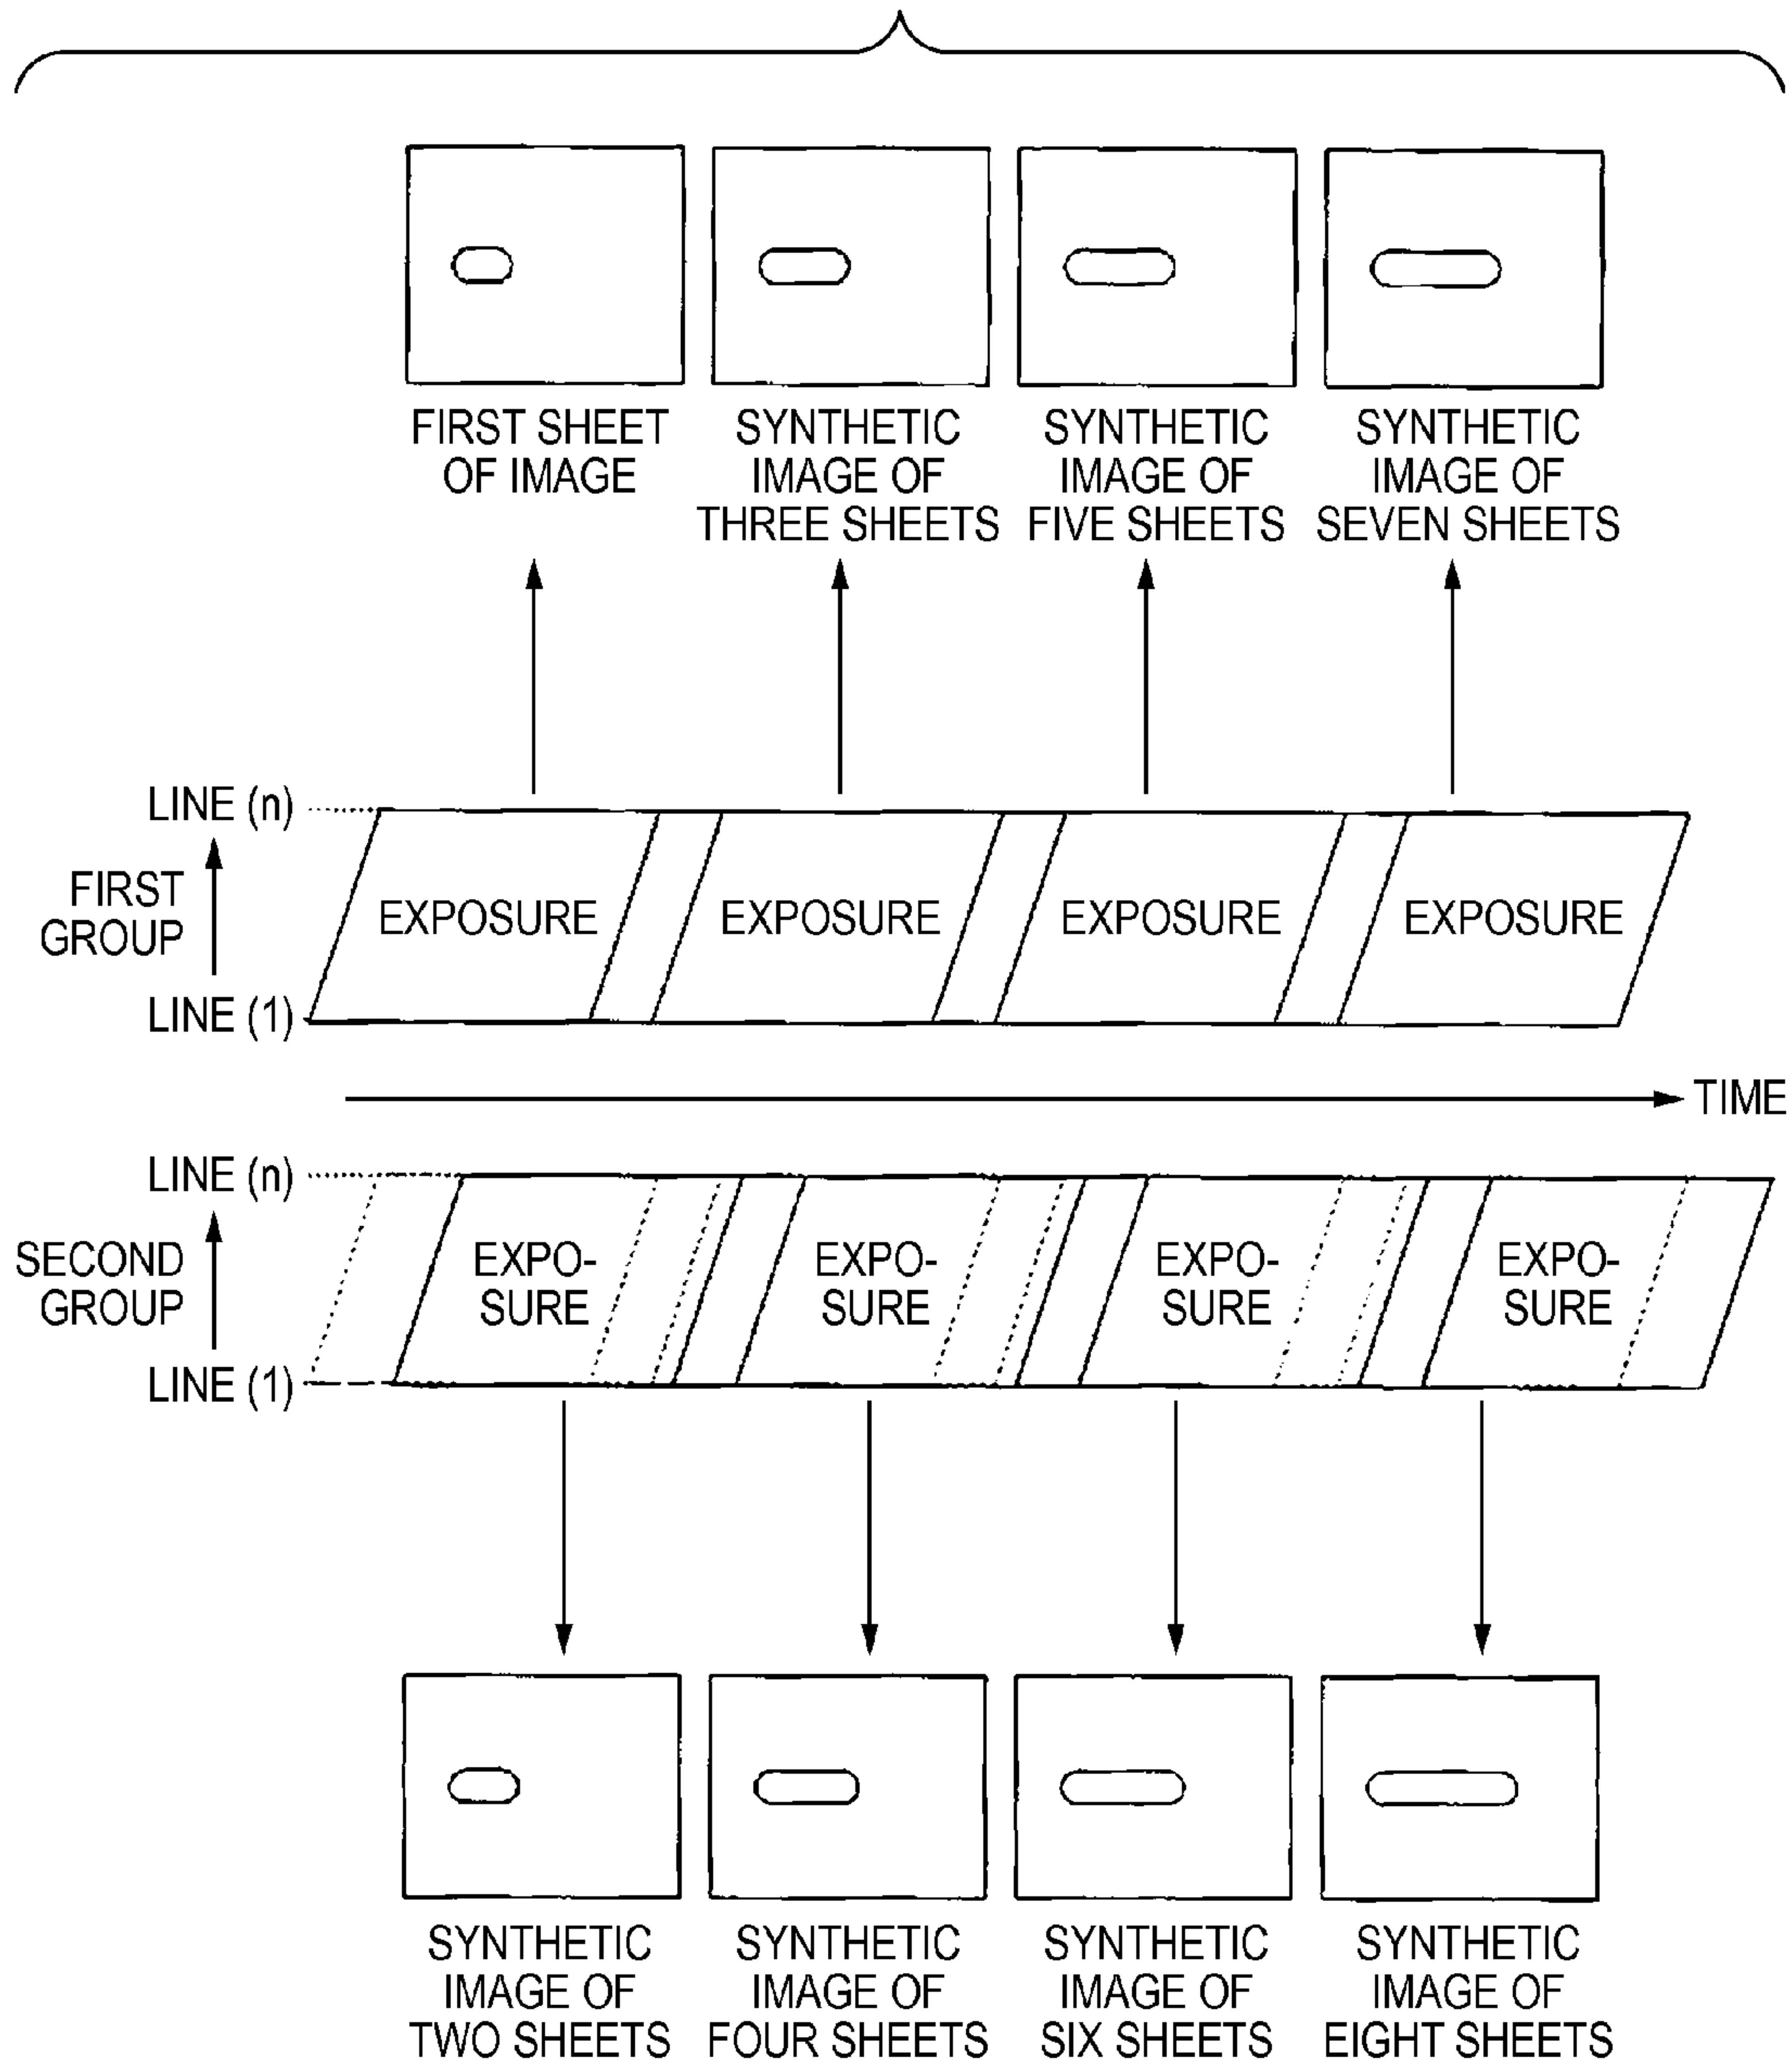 FIRST SHEET
OF IMAGE
SYNTHETIC
IMAGE OF
THREE SHEETS
SYNTHETIC
IMAGE OF
FIVE SHEETS
SYNTHETIC
IMAGE OF
SEVEN SHEETS
LINE (n)
FIRST
GROUP
LINE (1)
EXPOSURE
EXPOSURE
EXPOSURE
EXPOSURE
TIME
LINE (n)
SECOND
GROUP
LINE (1)
EXPO-
SURE
EXPO-
SURE
EXPO-
SURE
EXPO-
SURE
SYNTHETIC
IMAGE OF
TWO SHEETS
SYNTHETIC
IMAGE OF
FOUR SHEETS
SYNTHETIC
IMAGE OF
SIX SHEETS
SYNTHETIC
IMAGE OF
EIGHT SHEETS